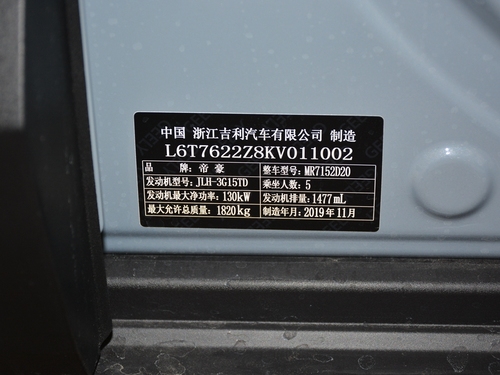 中国 浙江吉利汽车有限公司 制造
L6T7622Z8KV011002
品 牌：帝豪 整车型号：MR7152D20
发动机型号：JLH-3G15TD 乘坐人数：5
发动机最大净功率：130kW 发动机排量：1477mL
最大允许总质量：1820kg 制造年月：2019年11月